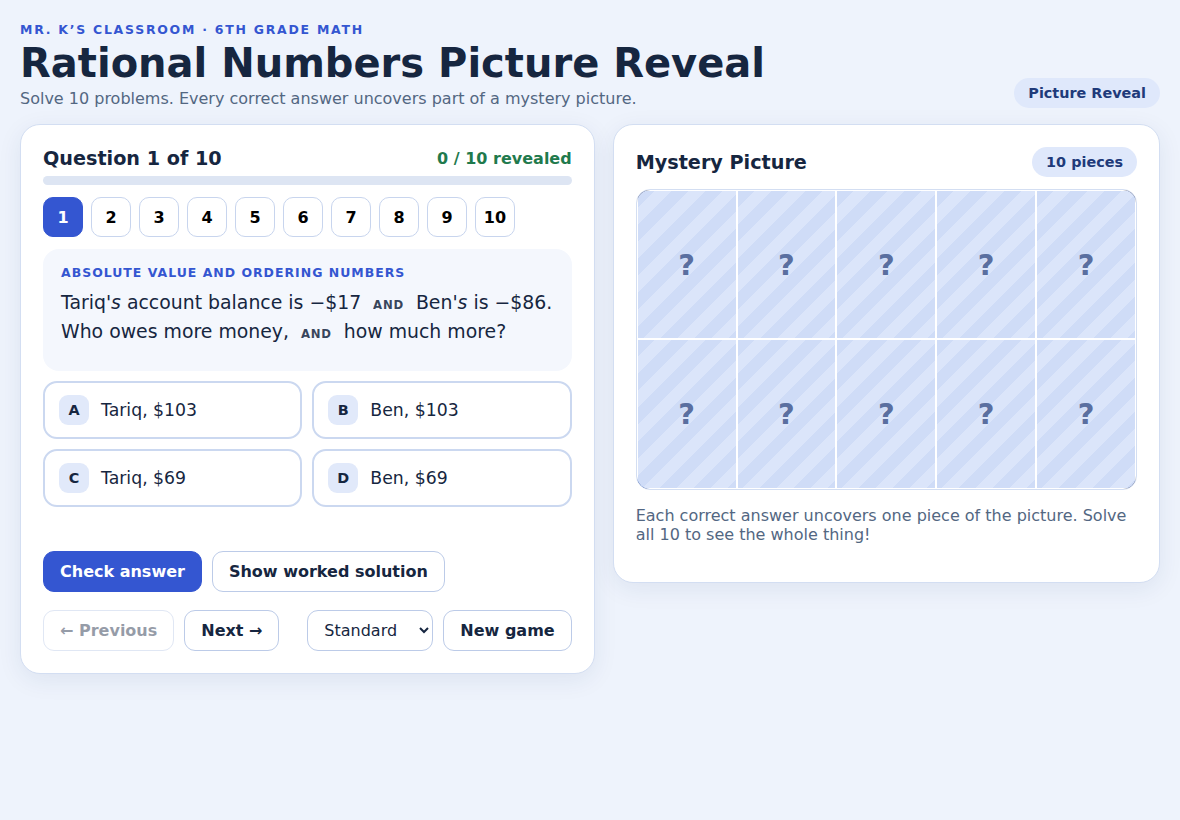 MR. K’S CLASSROOM · 6TH GRADE MATH
Rational Numbers Picture Reveal
Solve 10 problems. Every correct answer uncovers part of a mystery picture.
Picture Reveal
Question 1 of 10
0 / 10 revealed
1 2 3 4 5 6 7 8 9 10
ABSOLUTE VALUE AND ORDERING NUMBERS
Tariq's account balance is −$17 AND Ben's is −$86.
Who owes more money, AND how much more?
A Tariq, $103
B Ben, $103
C Tariq, $69
D Ben, $69
Check answer
Show worked solution
← Previous
Next →
Standard
New game
Mystery Picture
10 pieces
? ? ? ? ?
? ? ? ? ?
Each correct answer uncovers one piece of the picture. Solve
all 10 to see the whole thing!